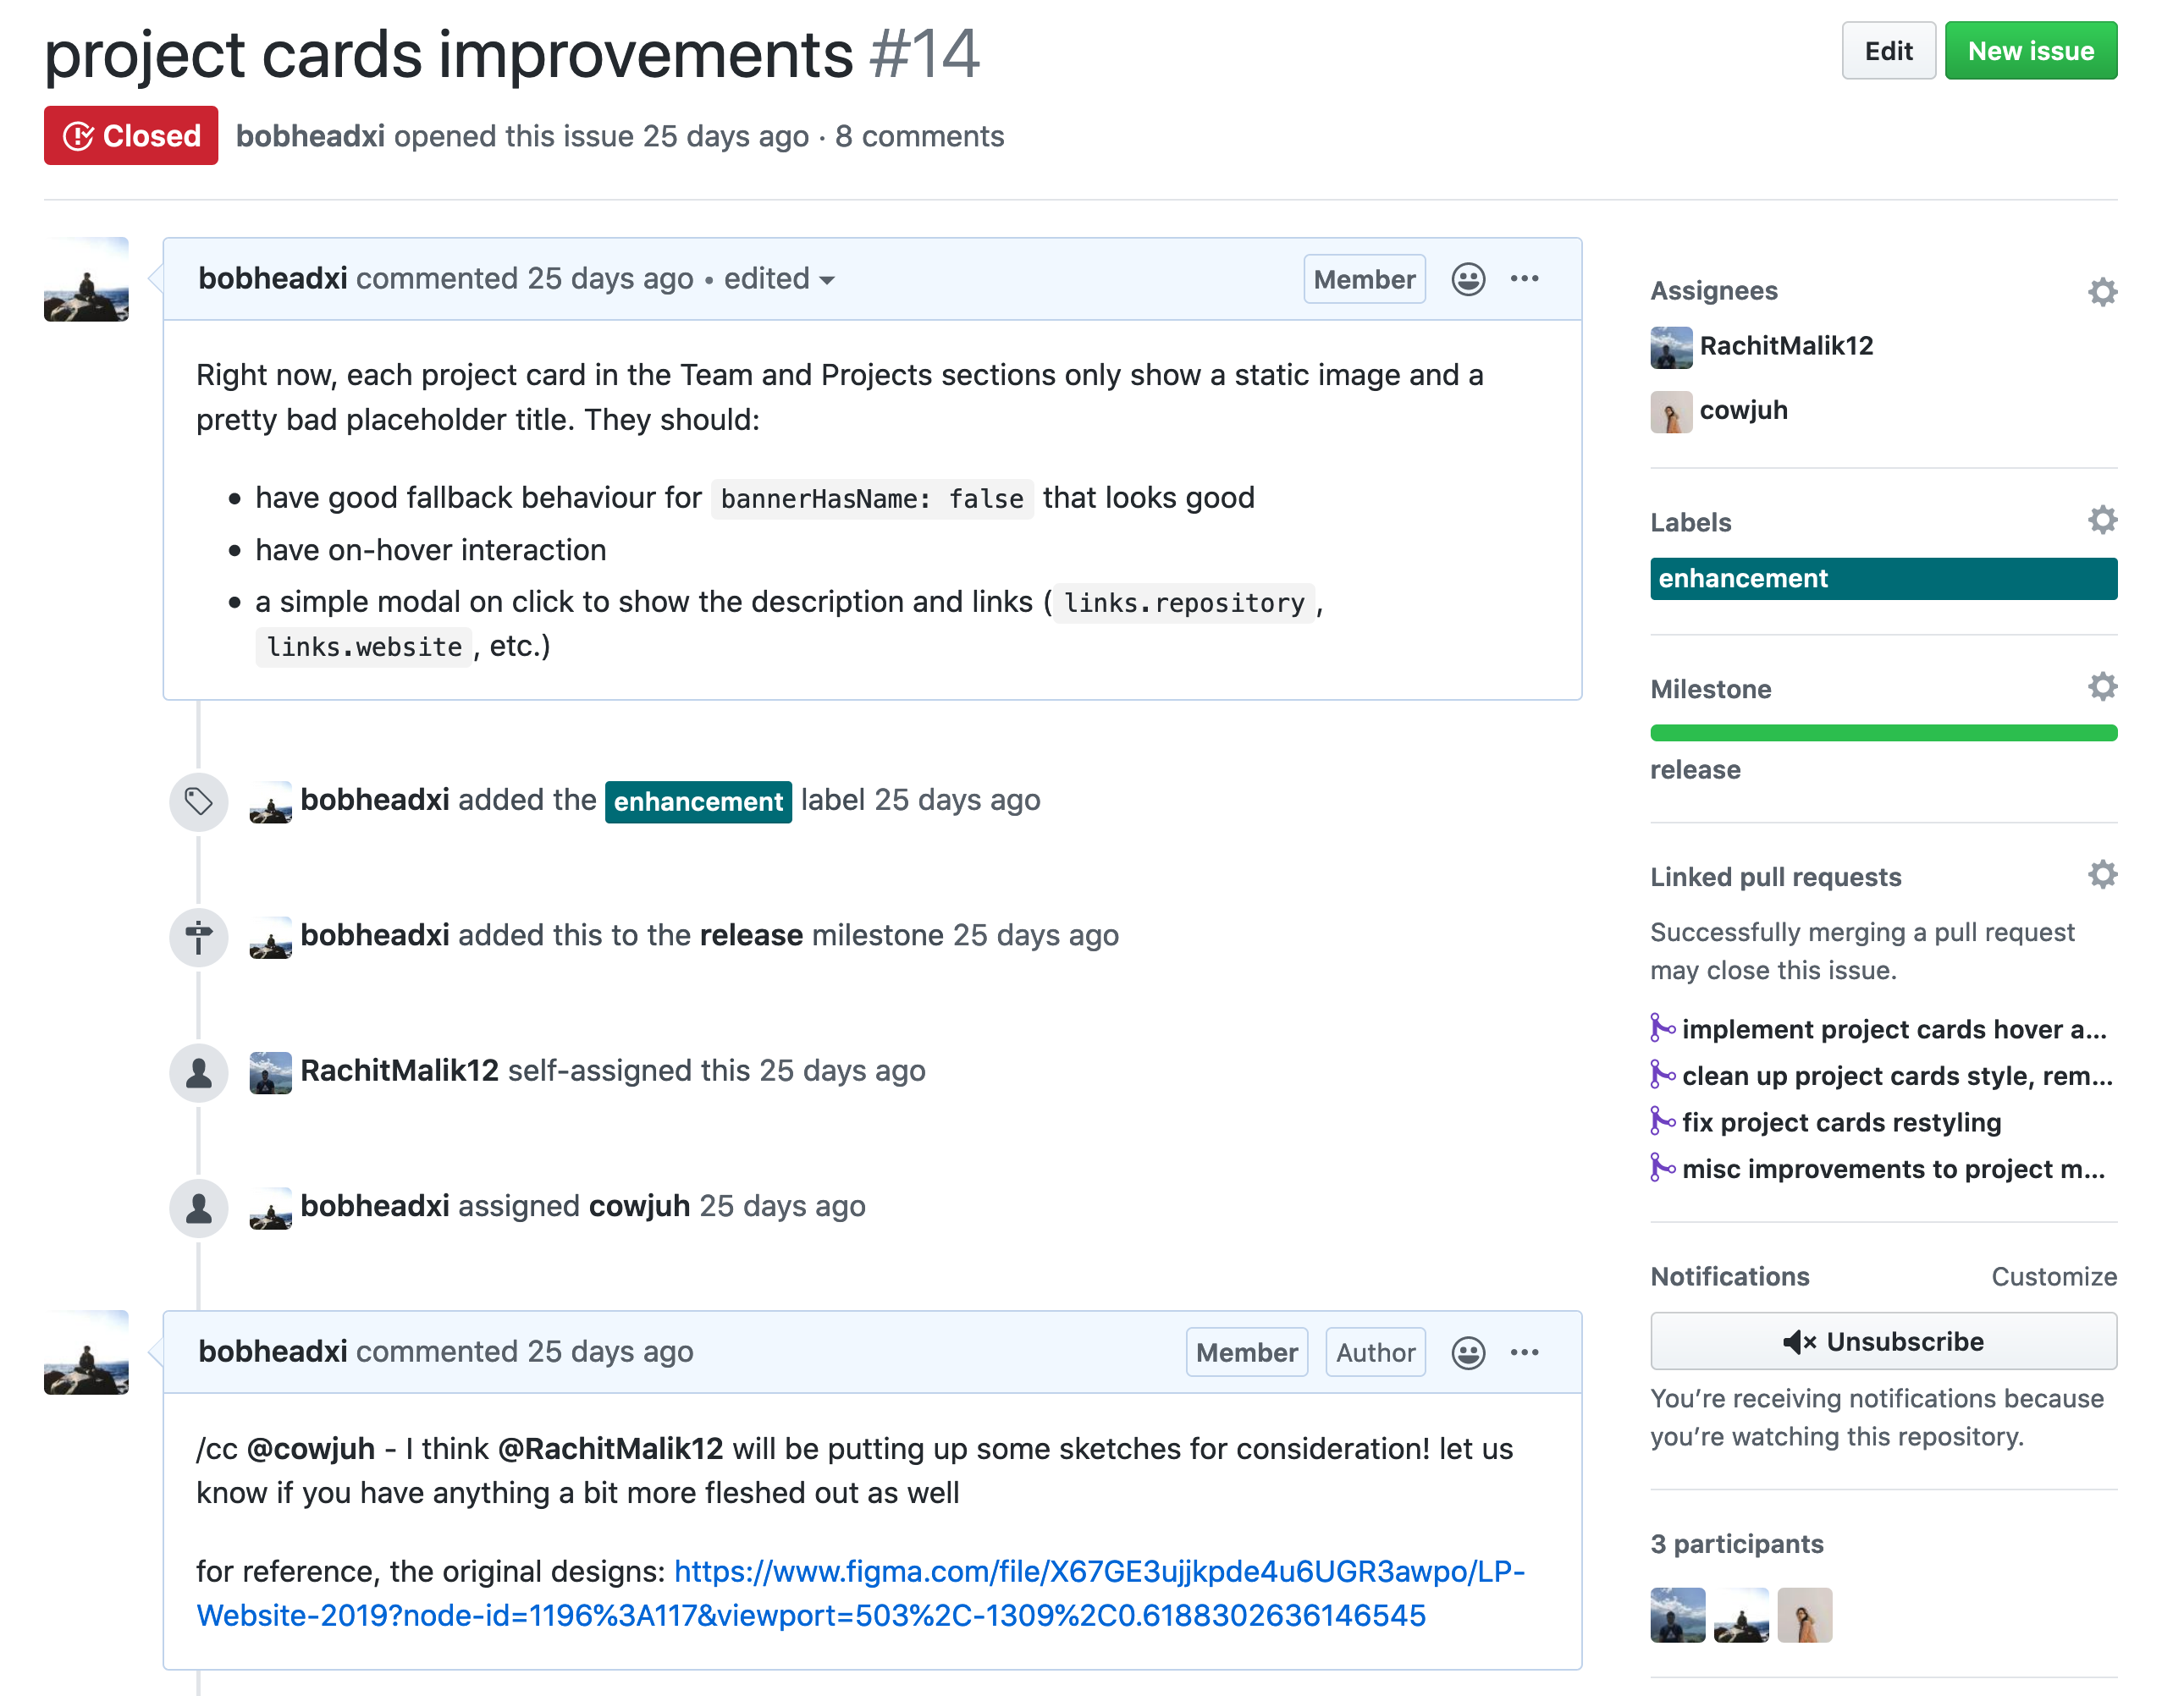 project cards improvements #14
Edit
New issue
Closed
bobheadxi opened this issue 25 days ago · 8 comments
bobheadxi commented 25 days ago • edited
Member
Right now, each project card in the Team and Projects sections only show a static image and a
pretty bad placeholder title. They should:
• have good fallback behaviour for bannerHasName: false that looks good
• have on-hover interaction
• a simple modal on click to show the description and links ( links.repository ,
links.website , etc.)
bobheadxi added the enhancement label 25 days ago
bobheadxi added this to the release milestone 25 days ago
RachitMalik12 self-assigned this 25 days ago
bobheadxi assigned cowjuh 25 days ago
bobheadxi commented 25 days ago
Member
Author
/cc @cowjuh - I think @RachitMalik12 will be putting up some sketches for consideration! let us
know if you have anything a bit more fleshed out as well
for reference, the original designs: https://www.figma.com/file/X67GE3ujjkpde4u6UGR3awpo/LP-
Website-2019?node-id=1196%3A117&viewport=503%2C-1309%2C0.6188302636146545
Assignees
RachitMalik12
cowjuh
Labels
enhancement
Milestone
release
Linked pull requests
Successfully merging a pull request
may close this issue.
implement project cards hover a...
clean up project cards style, rem...
fix project cards restyling
misc improvements to project m...
Notifications
Customize
Unsubscribe
You’re receiving notifications because
you’re watching this repository.
3 participants